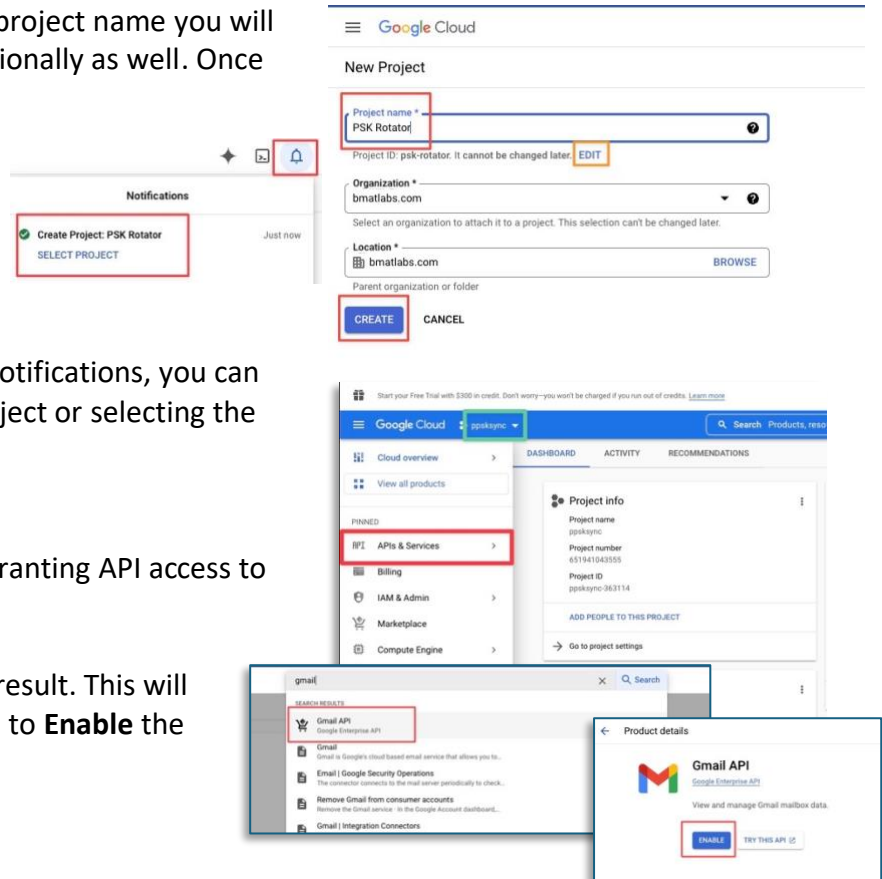 project name you will
ionally as well. Once
Google Cloud
New Project
Project name *
PSK Rotator
Project ID: psk-rotator. It cannot be changed later. EDIT
Organization *
bmatlabs.com
Select an organization to attach it to a project. This selection can't be changed later.
Location *
bmatlabs.com BROWSE
Parent organization or folder
CREATE CANCEL
Notifications
Create Project: PSK Rotator Just now
SELECT PROJECT
otifications, you can
ject or selecting the
ranting API access to
result. This will
to Enable the
Start your Free Trial with $300 in credit. Don't worry—you won't be charged if you run out of credits. Learn more
Google Cloud ppsksync Search Products, reso
Cloud overview
View all products
PINNED
API APIs & Services
Billing
IAM & Admin
Marketplace
Compute Engine
DASHBOARD ACTIVITY RECOMMENDATIONS
Project info
Project name
ppsksync
Project number
651941043555
Project ID
ppsksync-363114
ADD PEOPLE TO THIS PROJECT
Go to project settings
gmail Search
SEARCH RESULTS
Gmail API
Google Enterprise API
Gmail
Gmail is Google's cloud based email service that allows you to...
Email | Google Security Operations
The connector connects to the mail server periodically to check...
Remove Gmail from consumer accounts
Remove the Gmail service · In the Google Account dashboard,...
Gmail | Integration Connectors
Product details
Gmail API
Google Enterprise API
View and manage Gmail mailbox data.
ENABLE TRY THIS API